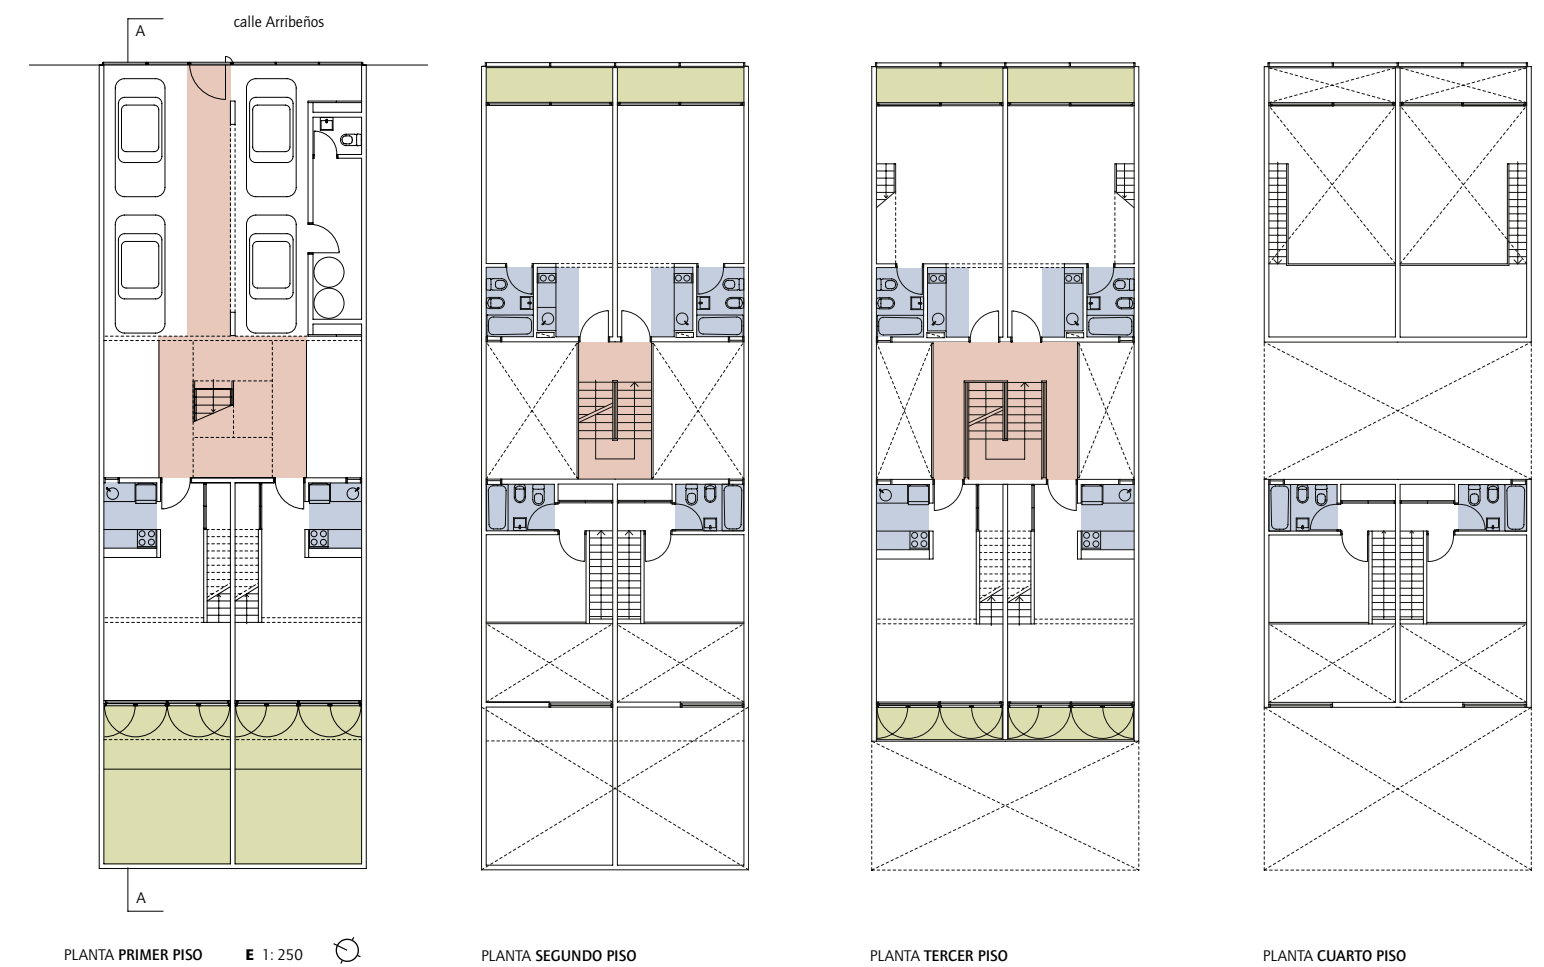 calle Arribeños
A
A
PLANTA PRIMER PISO E 1: 250
PLANTA SEGUNDO PISO
PLANTA TERCER PISO
PLANTA CUARTO PISO